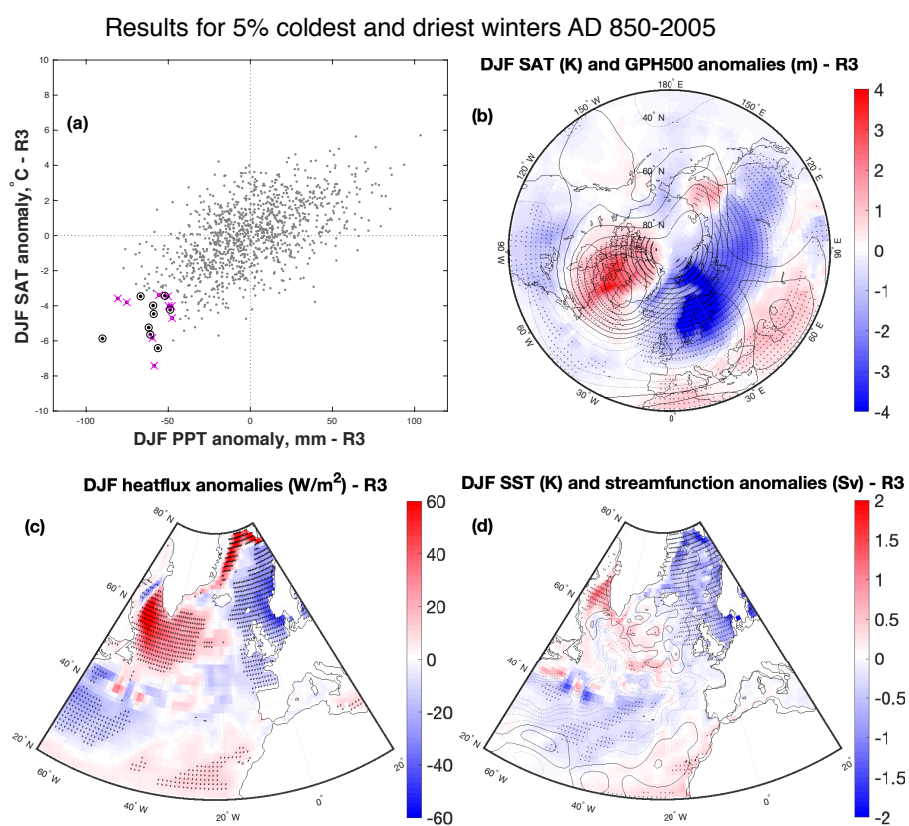 Results for 5% coldest and driest winters AD 850-2005
(a)
DJF SAT anomaly,°C - R3
10
8
6
4
2
0
-2
-4
-6
-8
-10
-100
-50
0
50
100
DJF PPT anomaly, mm - R3
DJF SAT (K) and GPH500 anomalies (m) - R3
(b)
180° E
150° W
150° E
120° W
120° E
90° W
90° E
60° W
60° E
30° W
30° E
0°
40° N
60° N
80° N
4
3
2
1
0
-1
-2
-3
-4
DJF heatflux anomalies (W/m2) - R3
(c)
80° N
60° N
40° N
20° N
60° W
40° W
20° W
0°
20°
60
40
20
0
-20
-40
-60
DJF SST (K) and streamfunction anomalies (Sv) - R3
(d)
80° N
60° N
40° N
20° N
60° W
40° W
20° W
0°
20°
2
1.5
1
0.5
0
-0.5
-1
-1.5
-2